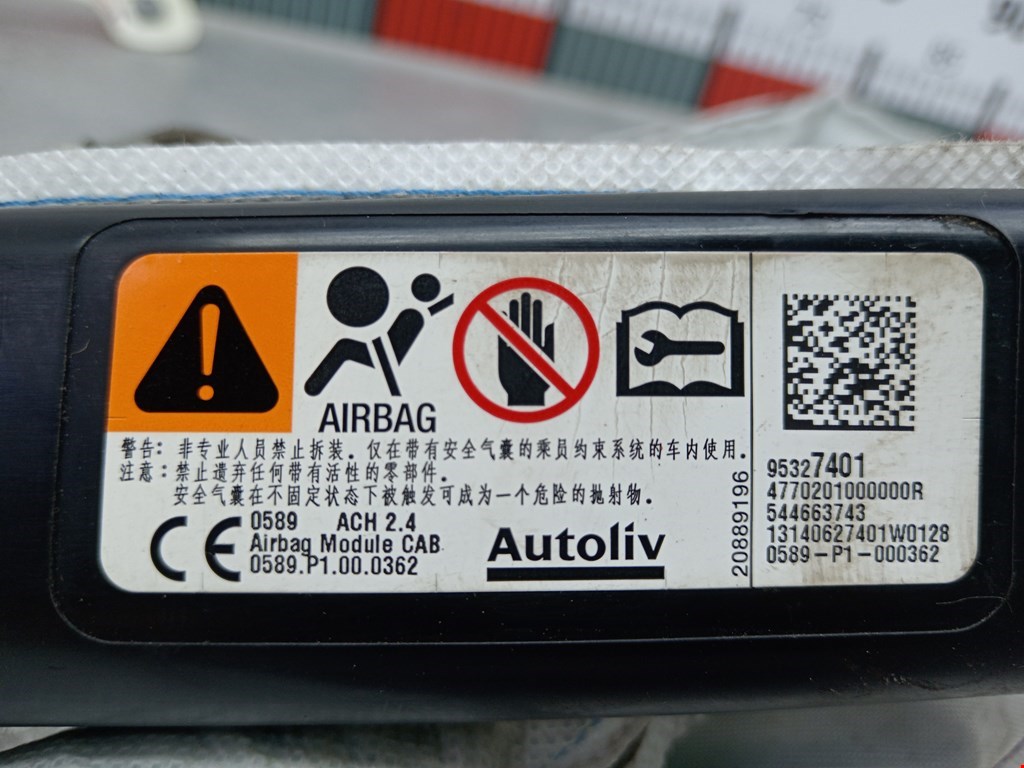 AIRBAG
警告: 非专业人员禁止拆装. 仅在带有安全气囊的乘员约束系统的车内使用.
注意: 禁止遗弃任何带有活性的零部件.
安全气囊在不固定状态下被触发可成为一个危险的抛射物.
CE
0589 ACH 2.4
Airbag Module CAB
0589.P1.00.0362
Autoliv
20889196
95327401
4770201000000R
544663743
13140627401W0128
0589-P1-000362